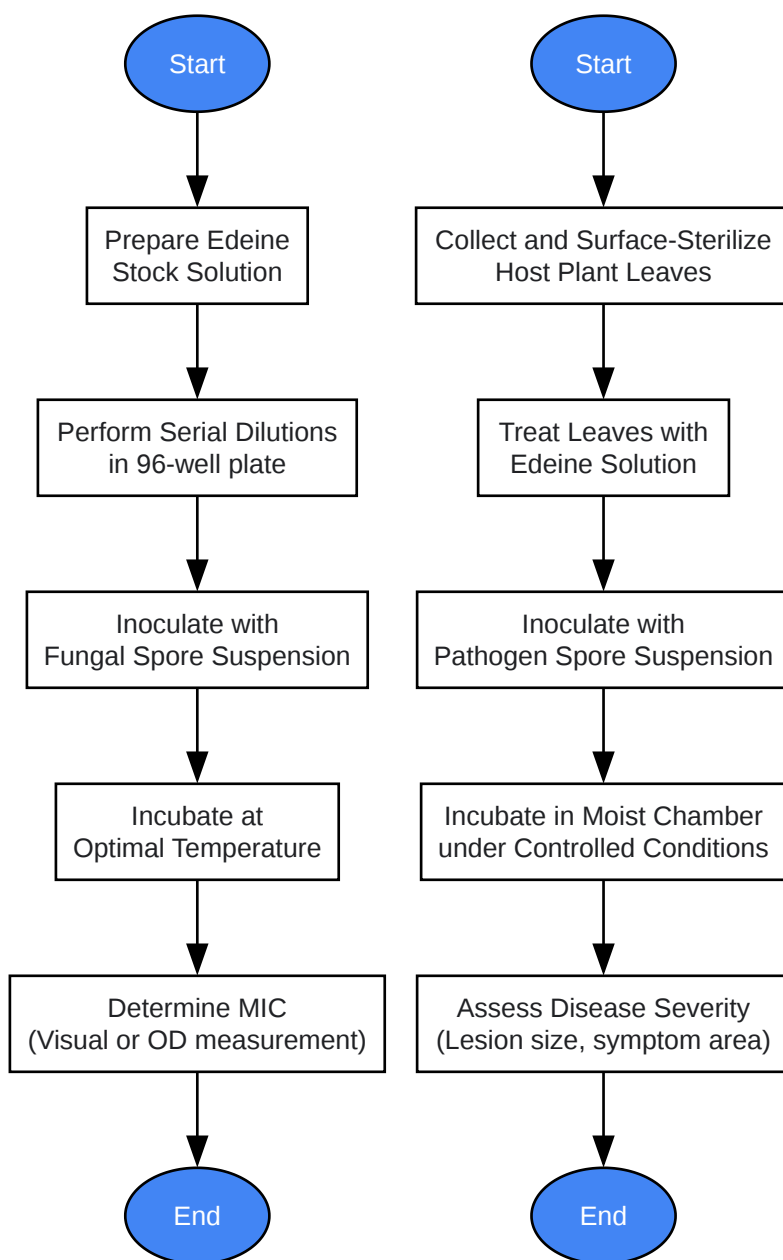 Start
Prepare Edeine
Stock Solution
Perform Serial Dilutions
in 96-well plate
Inoculate with
Fungal Spore Suspension
Incubate at
Optimal Temperature
Determine MIC
(Visual or OD measurement)
End
Start
Collect and Surface-Sterilize
Host Plant Leaves
Treat Leaves with
Edeine Solution
Inoculate with
Pathogen Spore Suspension
Incubate in Moist Chamber
under Controlled Conditions
Assess Disease Severity
(Lesion size, symptom area)
End